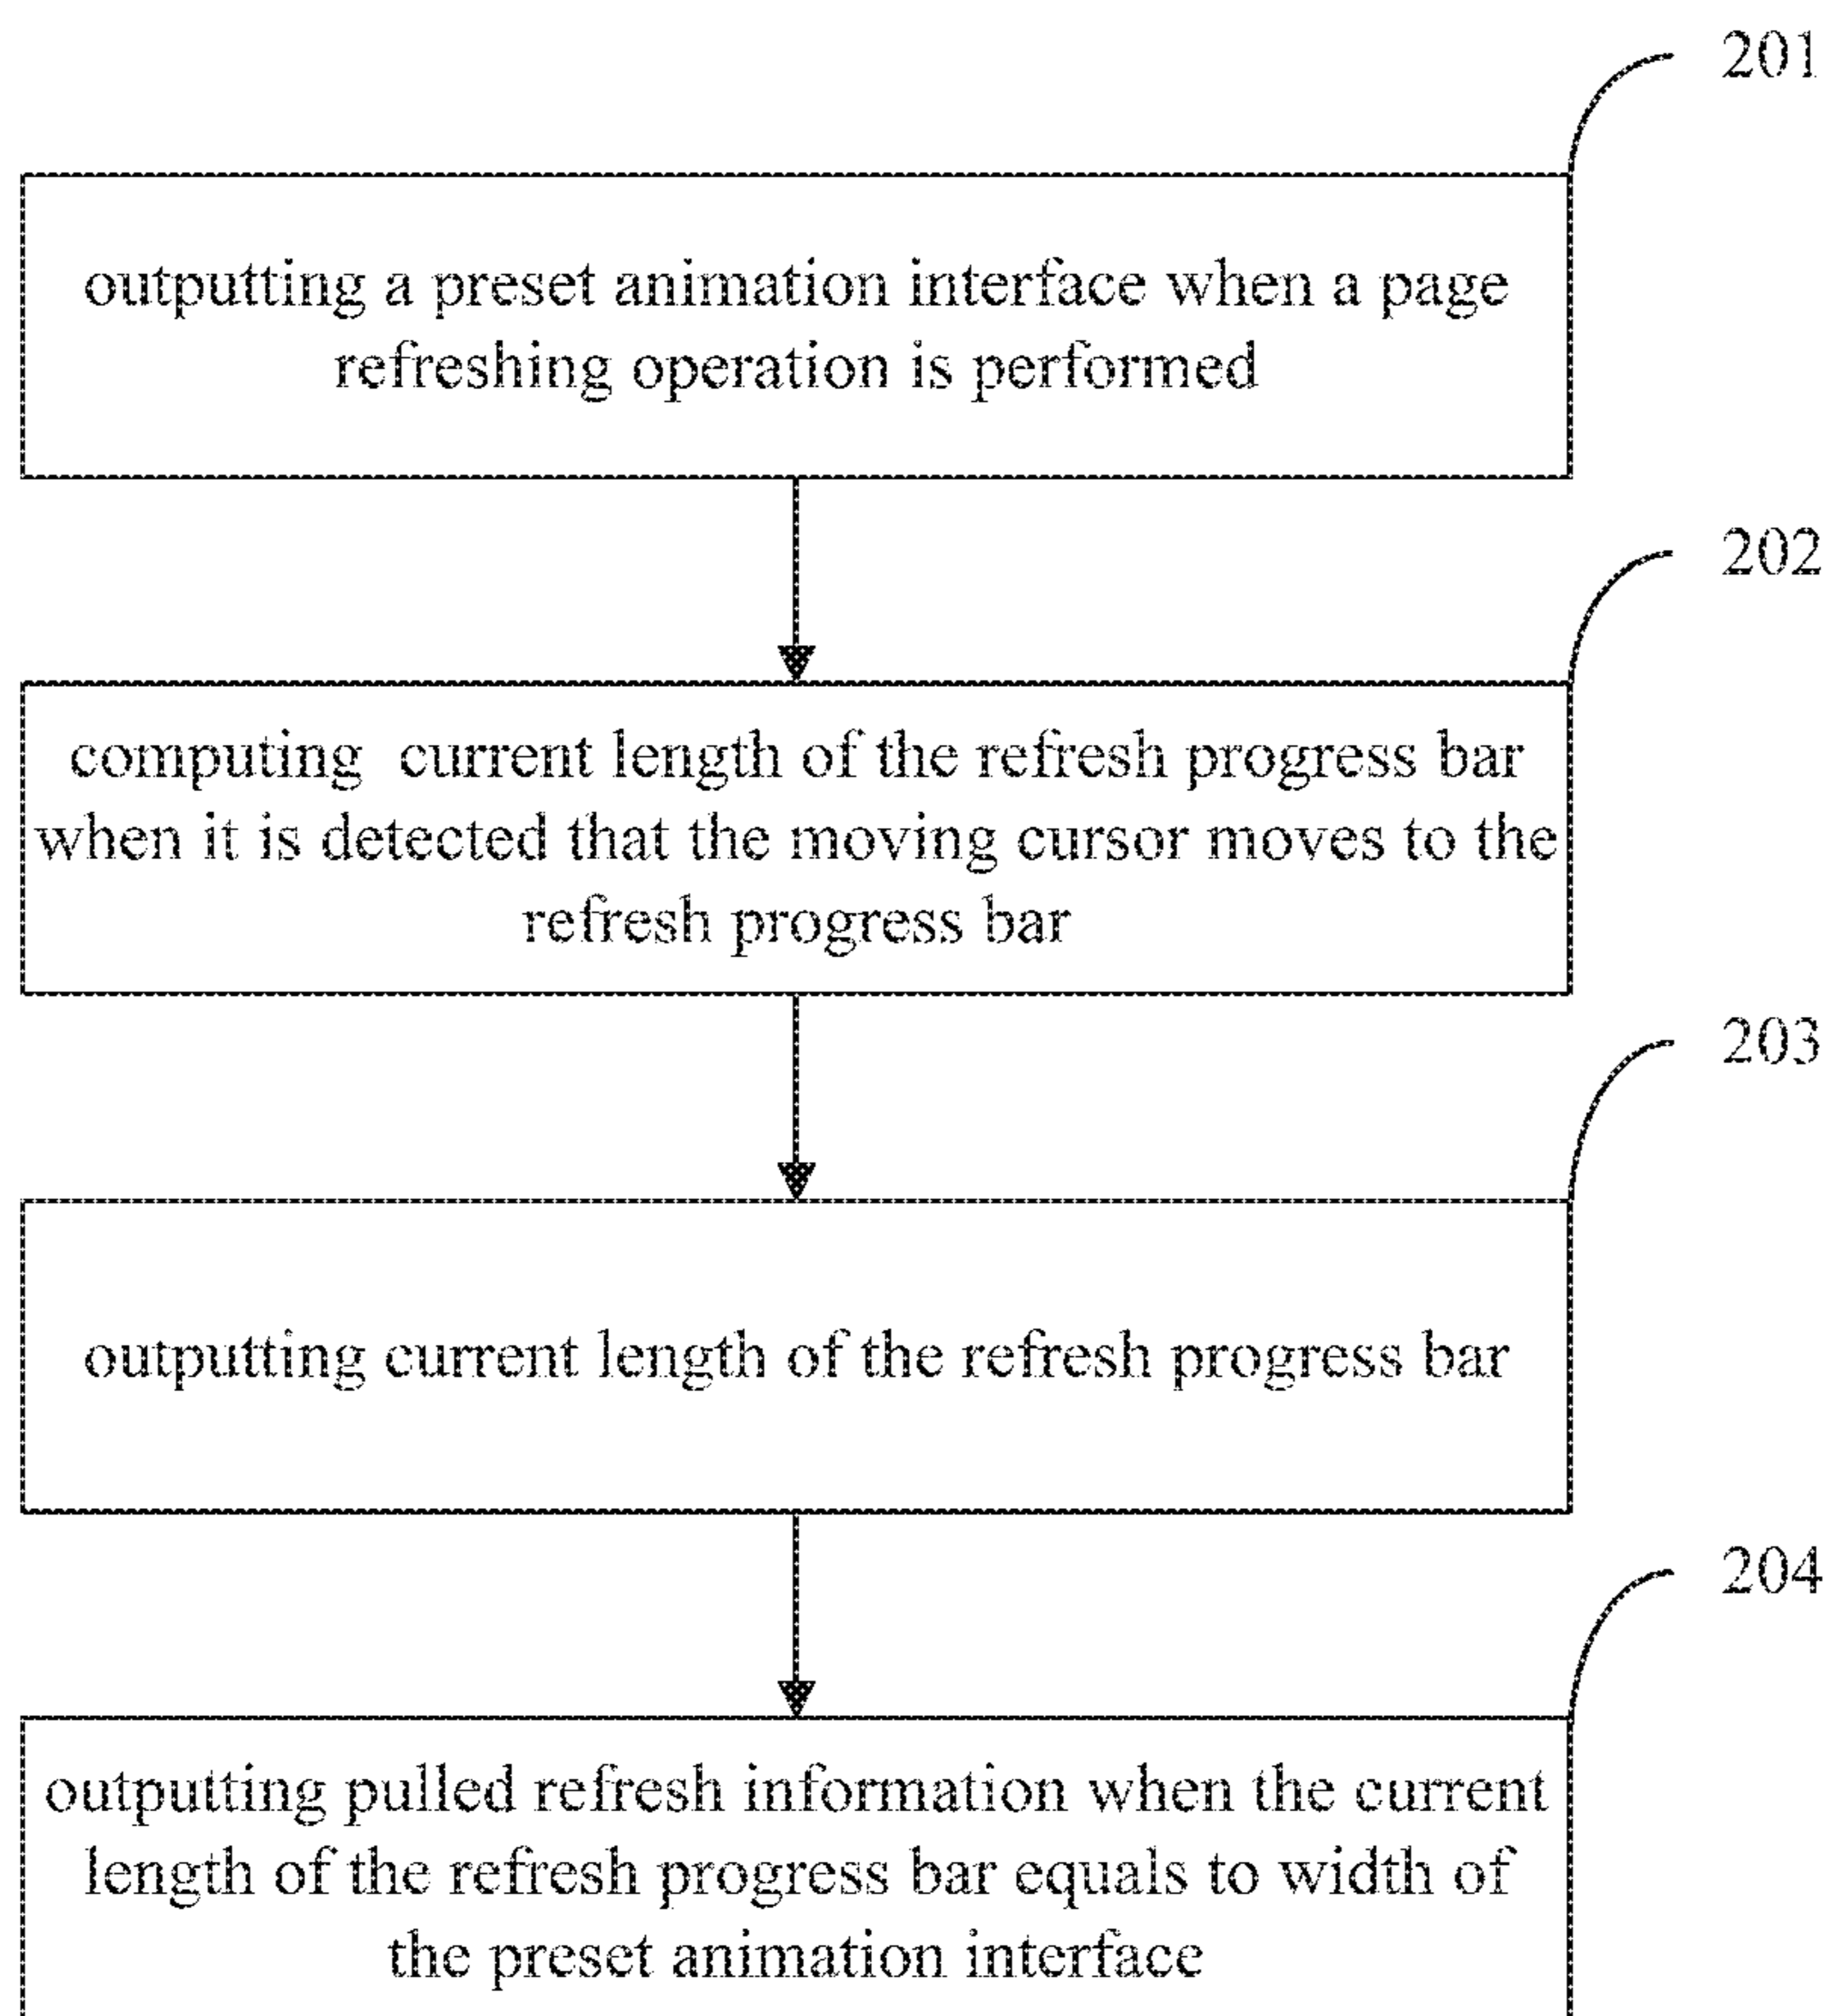 201
outputting a preset animation interface when a page
refreshing operation is performed
202
computing current length of the refresh progress bar
when it is detected that the moving cursor moves to the
refresh progress bar
203
outputting current length of the refresh progress bar
204
outputting pulled refresh information when the current
length of the refresh progress bar equals to width of
the preset animation interface